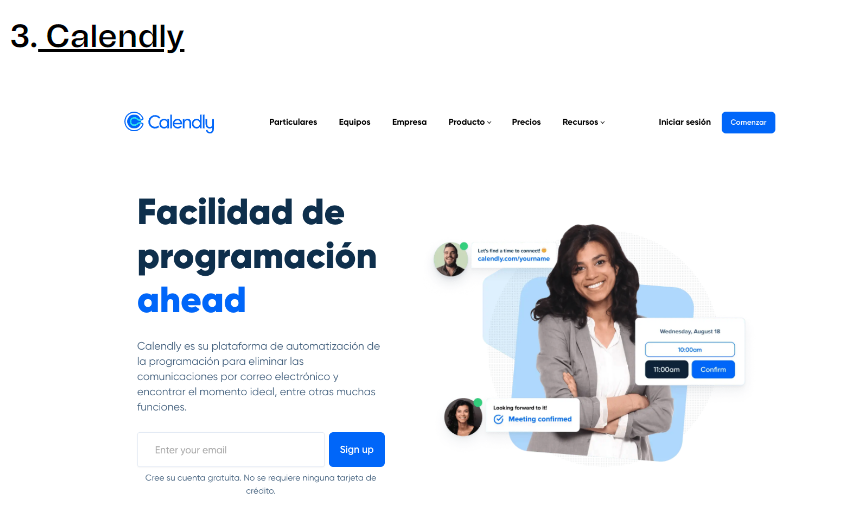 3. Calendly
Calendly
Particulares Equipos Empresa Producto Precios Recursos Iniciar sesión Comenzar
Facilidad de
programación
ahead
Let's find a time to connect!
calendly.com/yourname
Wednesday, August 18
10:00am
11:00am Confirm
Calendly es su plataforma de automatización de
la programación para eliminar las
comunicaciones por correo electrónico y
encontrar el momento ideal, entre otras muchas
funciones.
Looking forward to it!
Meeting confirmed
Enter your email Sign up
Cree su cuenta gratuita. No se requiere ninguna tarjeta de
crédito.